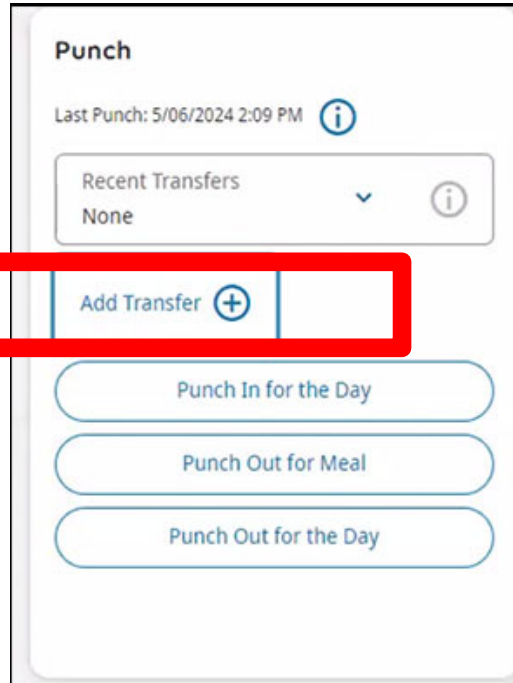 Punch
Last Punch: 5/06/2024 2:09 PM
Recent Transfers
None
Add Transfer
Punch In for the Day
Punch Out for Meal
Punch Out for the Day